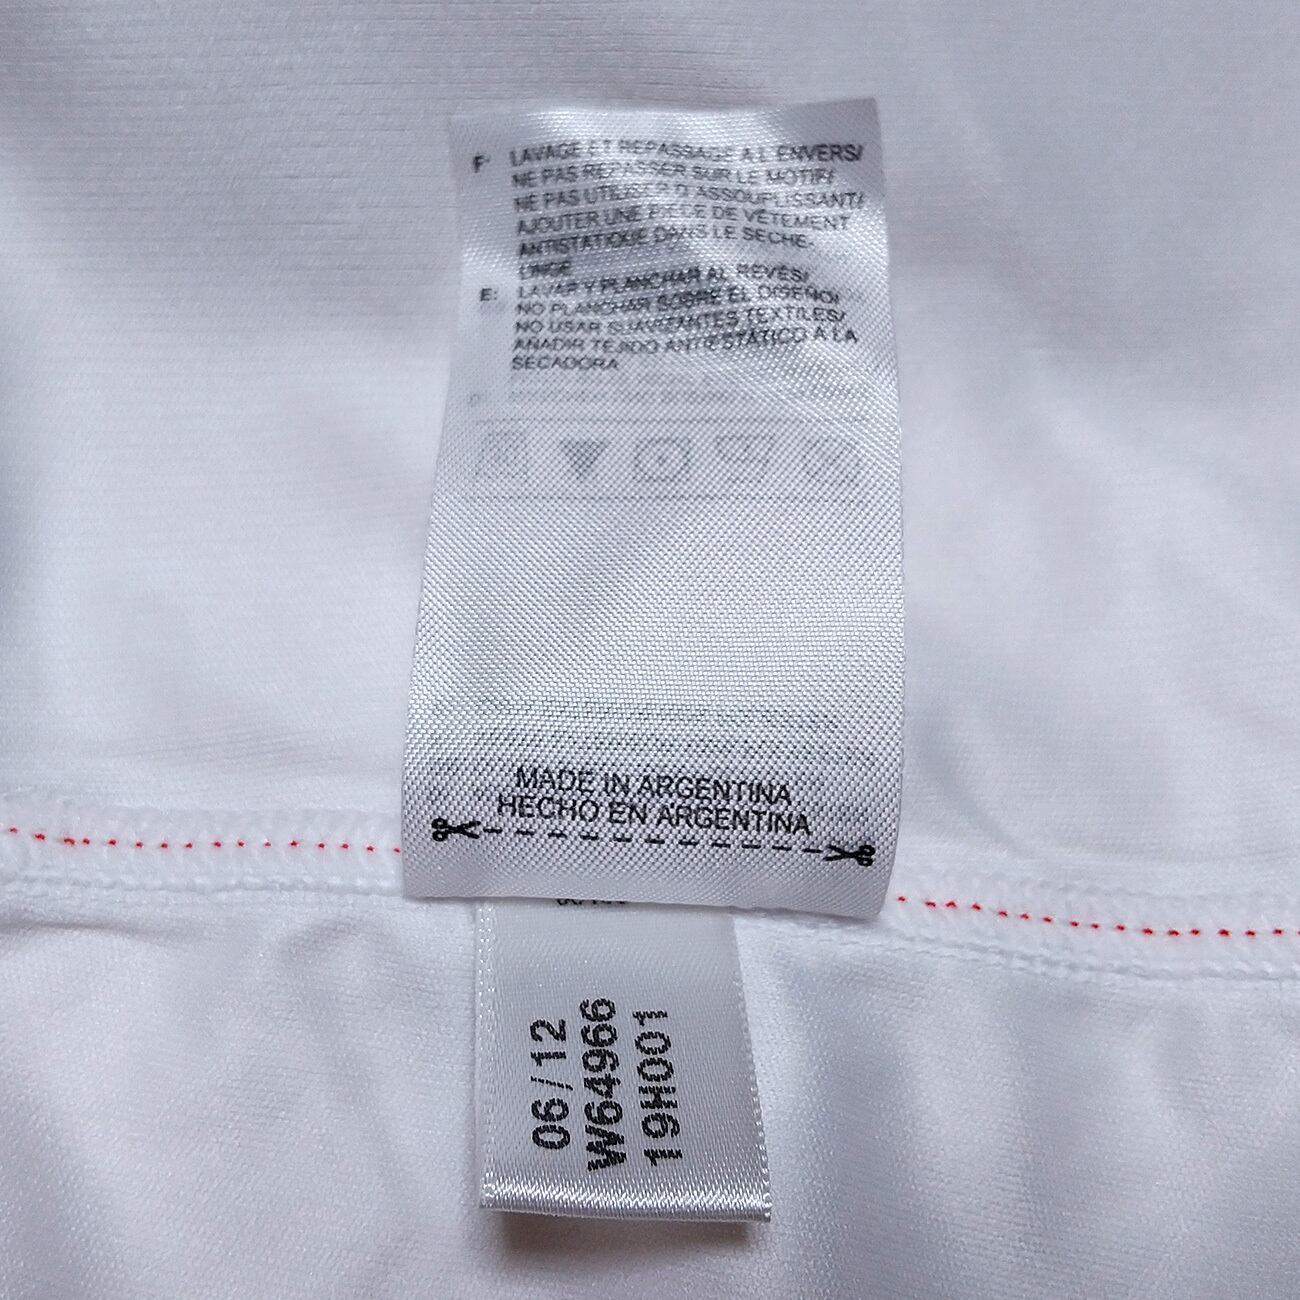 F: LAVAGE ET REPASSAGE A L'ENVERS/
NE PAS REPASSER SUR LE MOTIF/
NE PAS UTILISER D'ASSOUPLISSANT/
AJOUTER UNE PIECE DE VÊTEMENT
ANTISTATIQUE DANS LE SECHE-
LINGE
E: LAVAR Y PLANCHAR AL REVÉS/
NO PLANCHAR SOBRE EL DISEÑO/
NO USAR SUAVIZANTES TEXTILES/
AÑADIR TEJIDO ANTIESTÁTICO A LA
SECADORA
MADE IN ARGENTINA
HECHO EN ARGENTINA
06/12
W64966
19H001